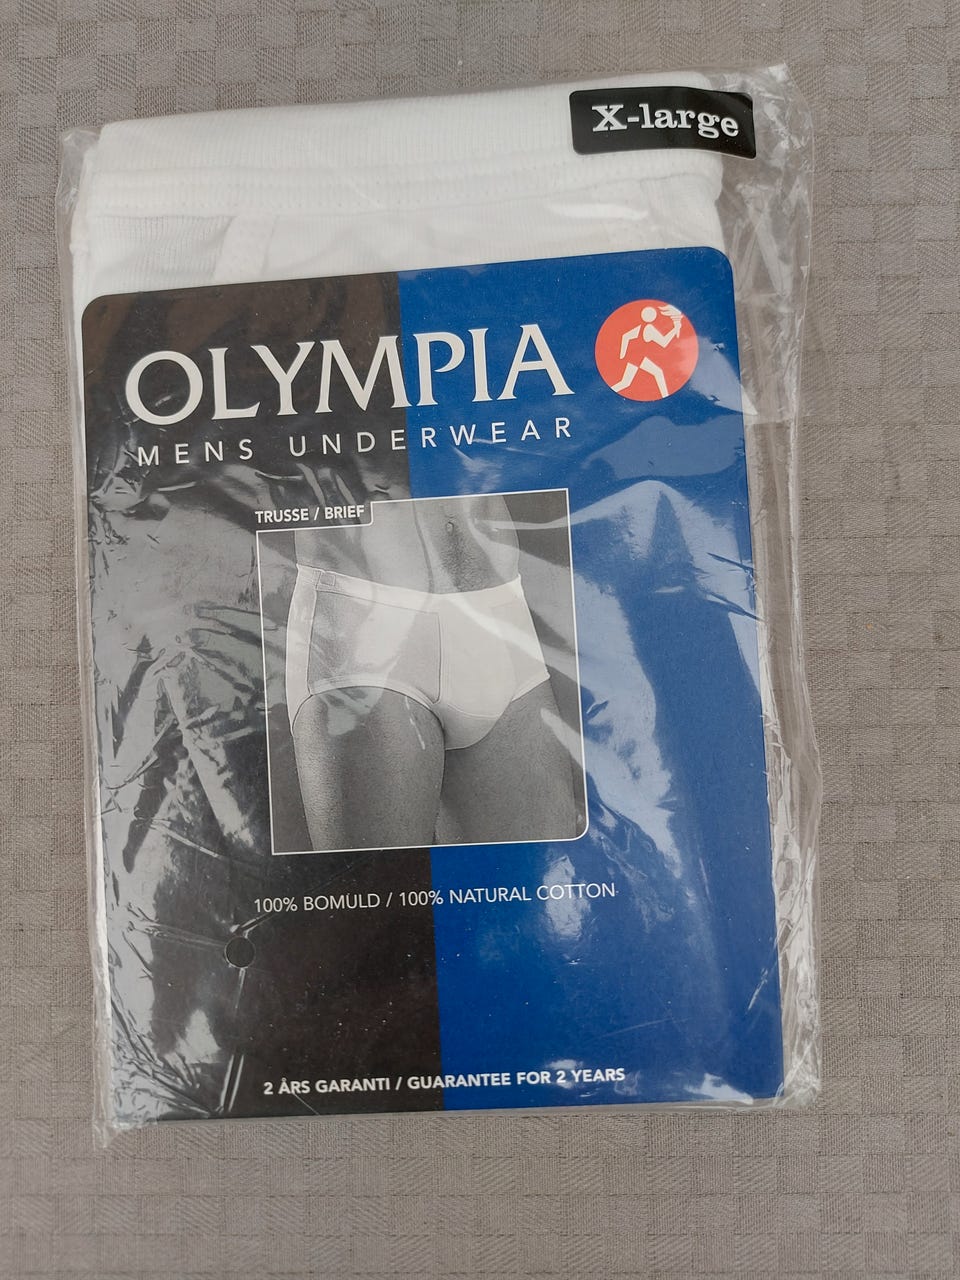 X-large
OLYMPIA
MENS UNDERWEAR
TRUSSE / BRIEF
100% BOMULD / 100% NATURAL COTTON
2 ÅRS GARANTI / GUARANTEE FOR 2 YEARS